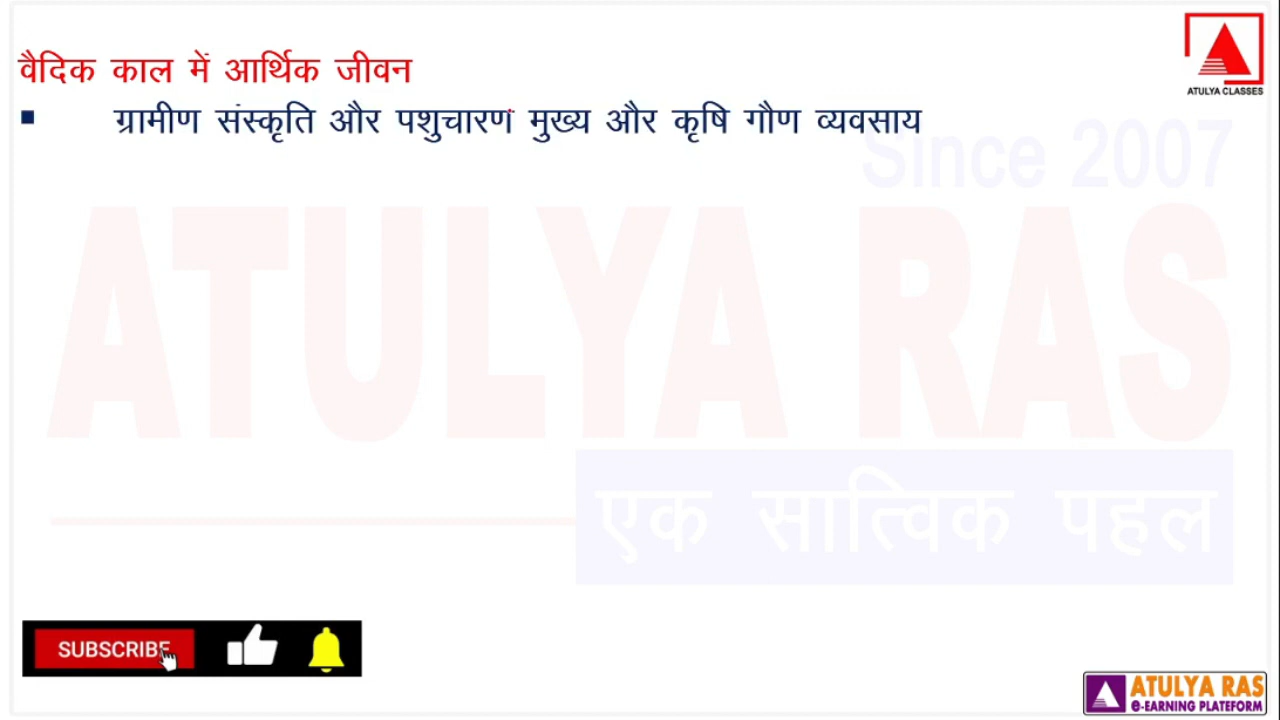 वैदिक काल में आर्थिक जीवन
▪ ग्रामीण संस्कृति और पशुचारण मुख्य और कृषि गौण व्यवसाय
ATULYA CLASSES
Since 2007
ATULYA RAS
एक सात्विक पहल
SUBSCRIBE
ATULYA RAS
e-EARNING PLATEFORM